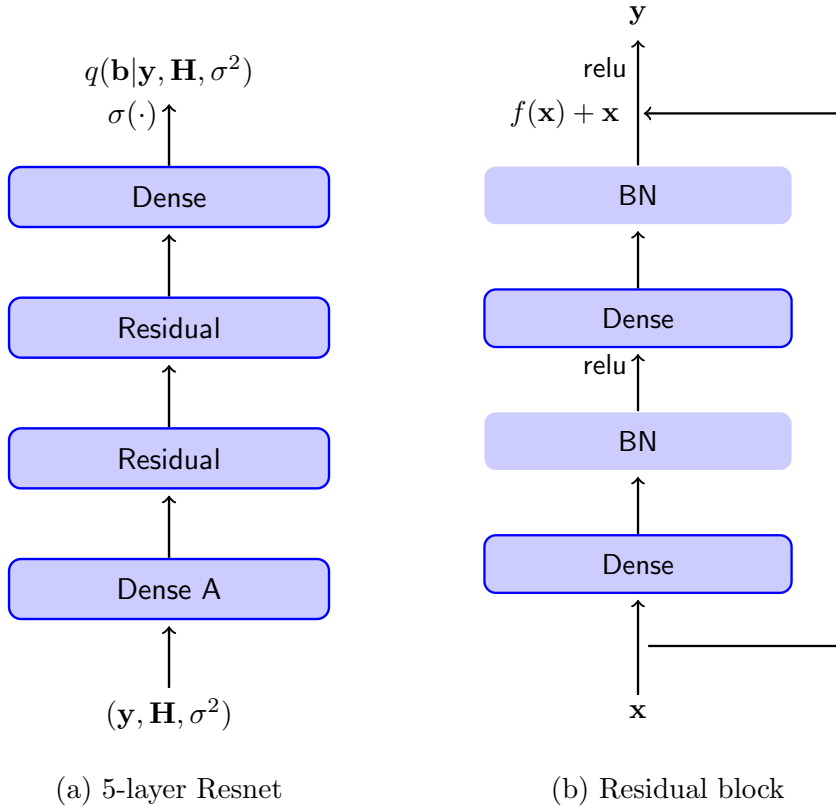 q(𝐛|𝐲, 𝐇, σ²)
σ(·)
Dense
Residual
Residual
Dense A
(𝐲, 𝐇, σ²)
(a) 5-layer Resnet
𝐲
relu
f(𝐱) + 𝐱
BN
Dense
relu
BN
Dense
𝐱
(b) Residual block